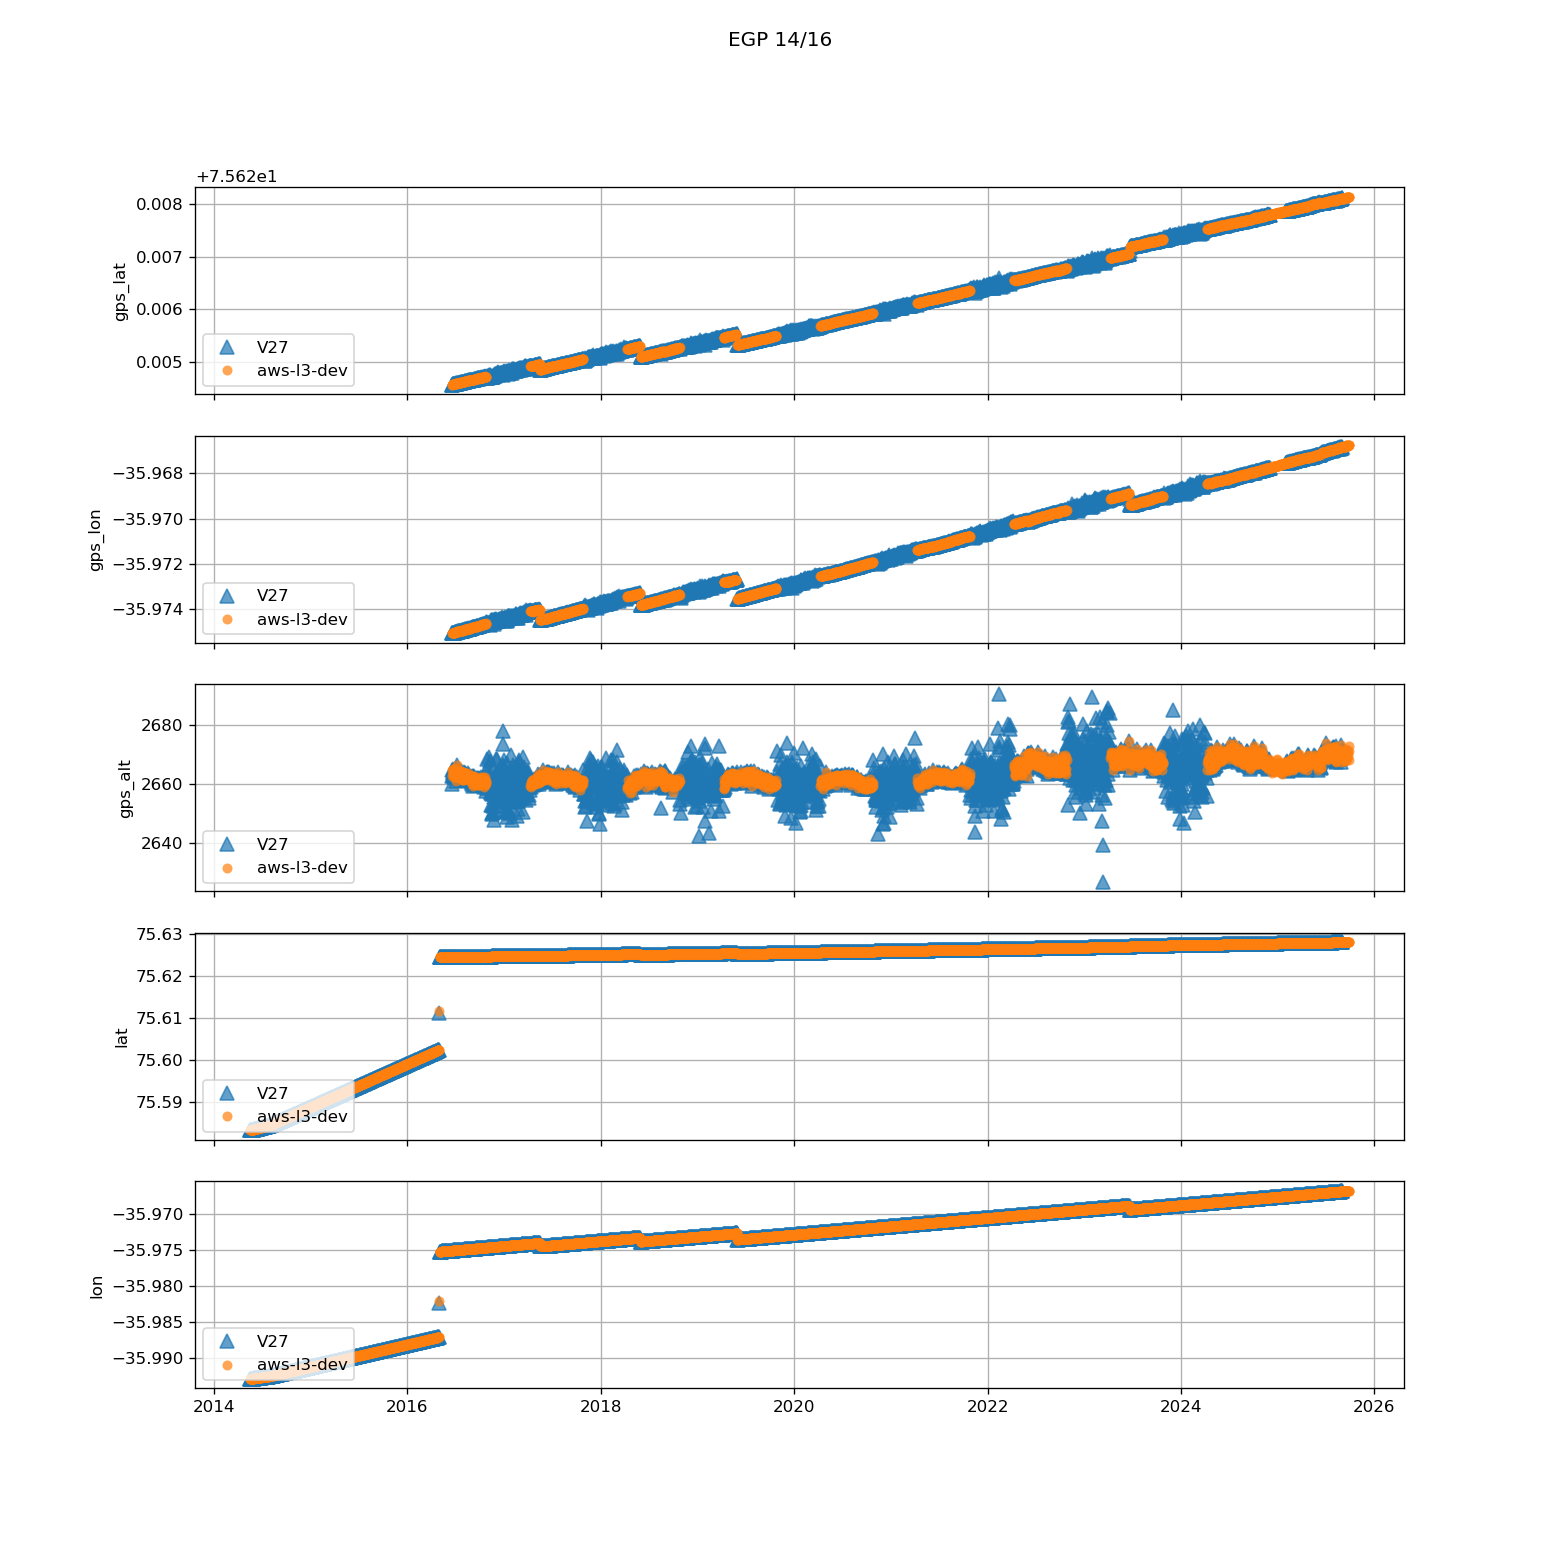 EGP 14/16
+7.562e1
0.008
0.007
0.006
0.005
gps_lat
V27
aws-l3-dev
−35.968
−35.970
−35.972
−35.974
gps_lon
V27
aws-l3-dev
2680
2660
2640
gps_alt
V27
aws-l3-dev
75.63
75.62
75.61
75.60
75.59
lat
V27
aws-l3-dev
−35.970
−35.975
−35.980
−35.985
−35.990
lon
V27
aws-l3-dev
2014 2016 2018 2020 2022 2024 2026